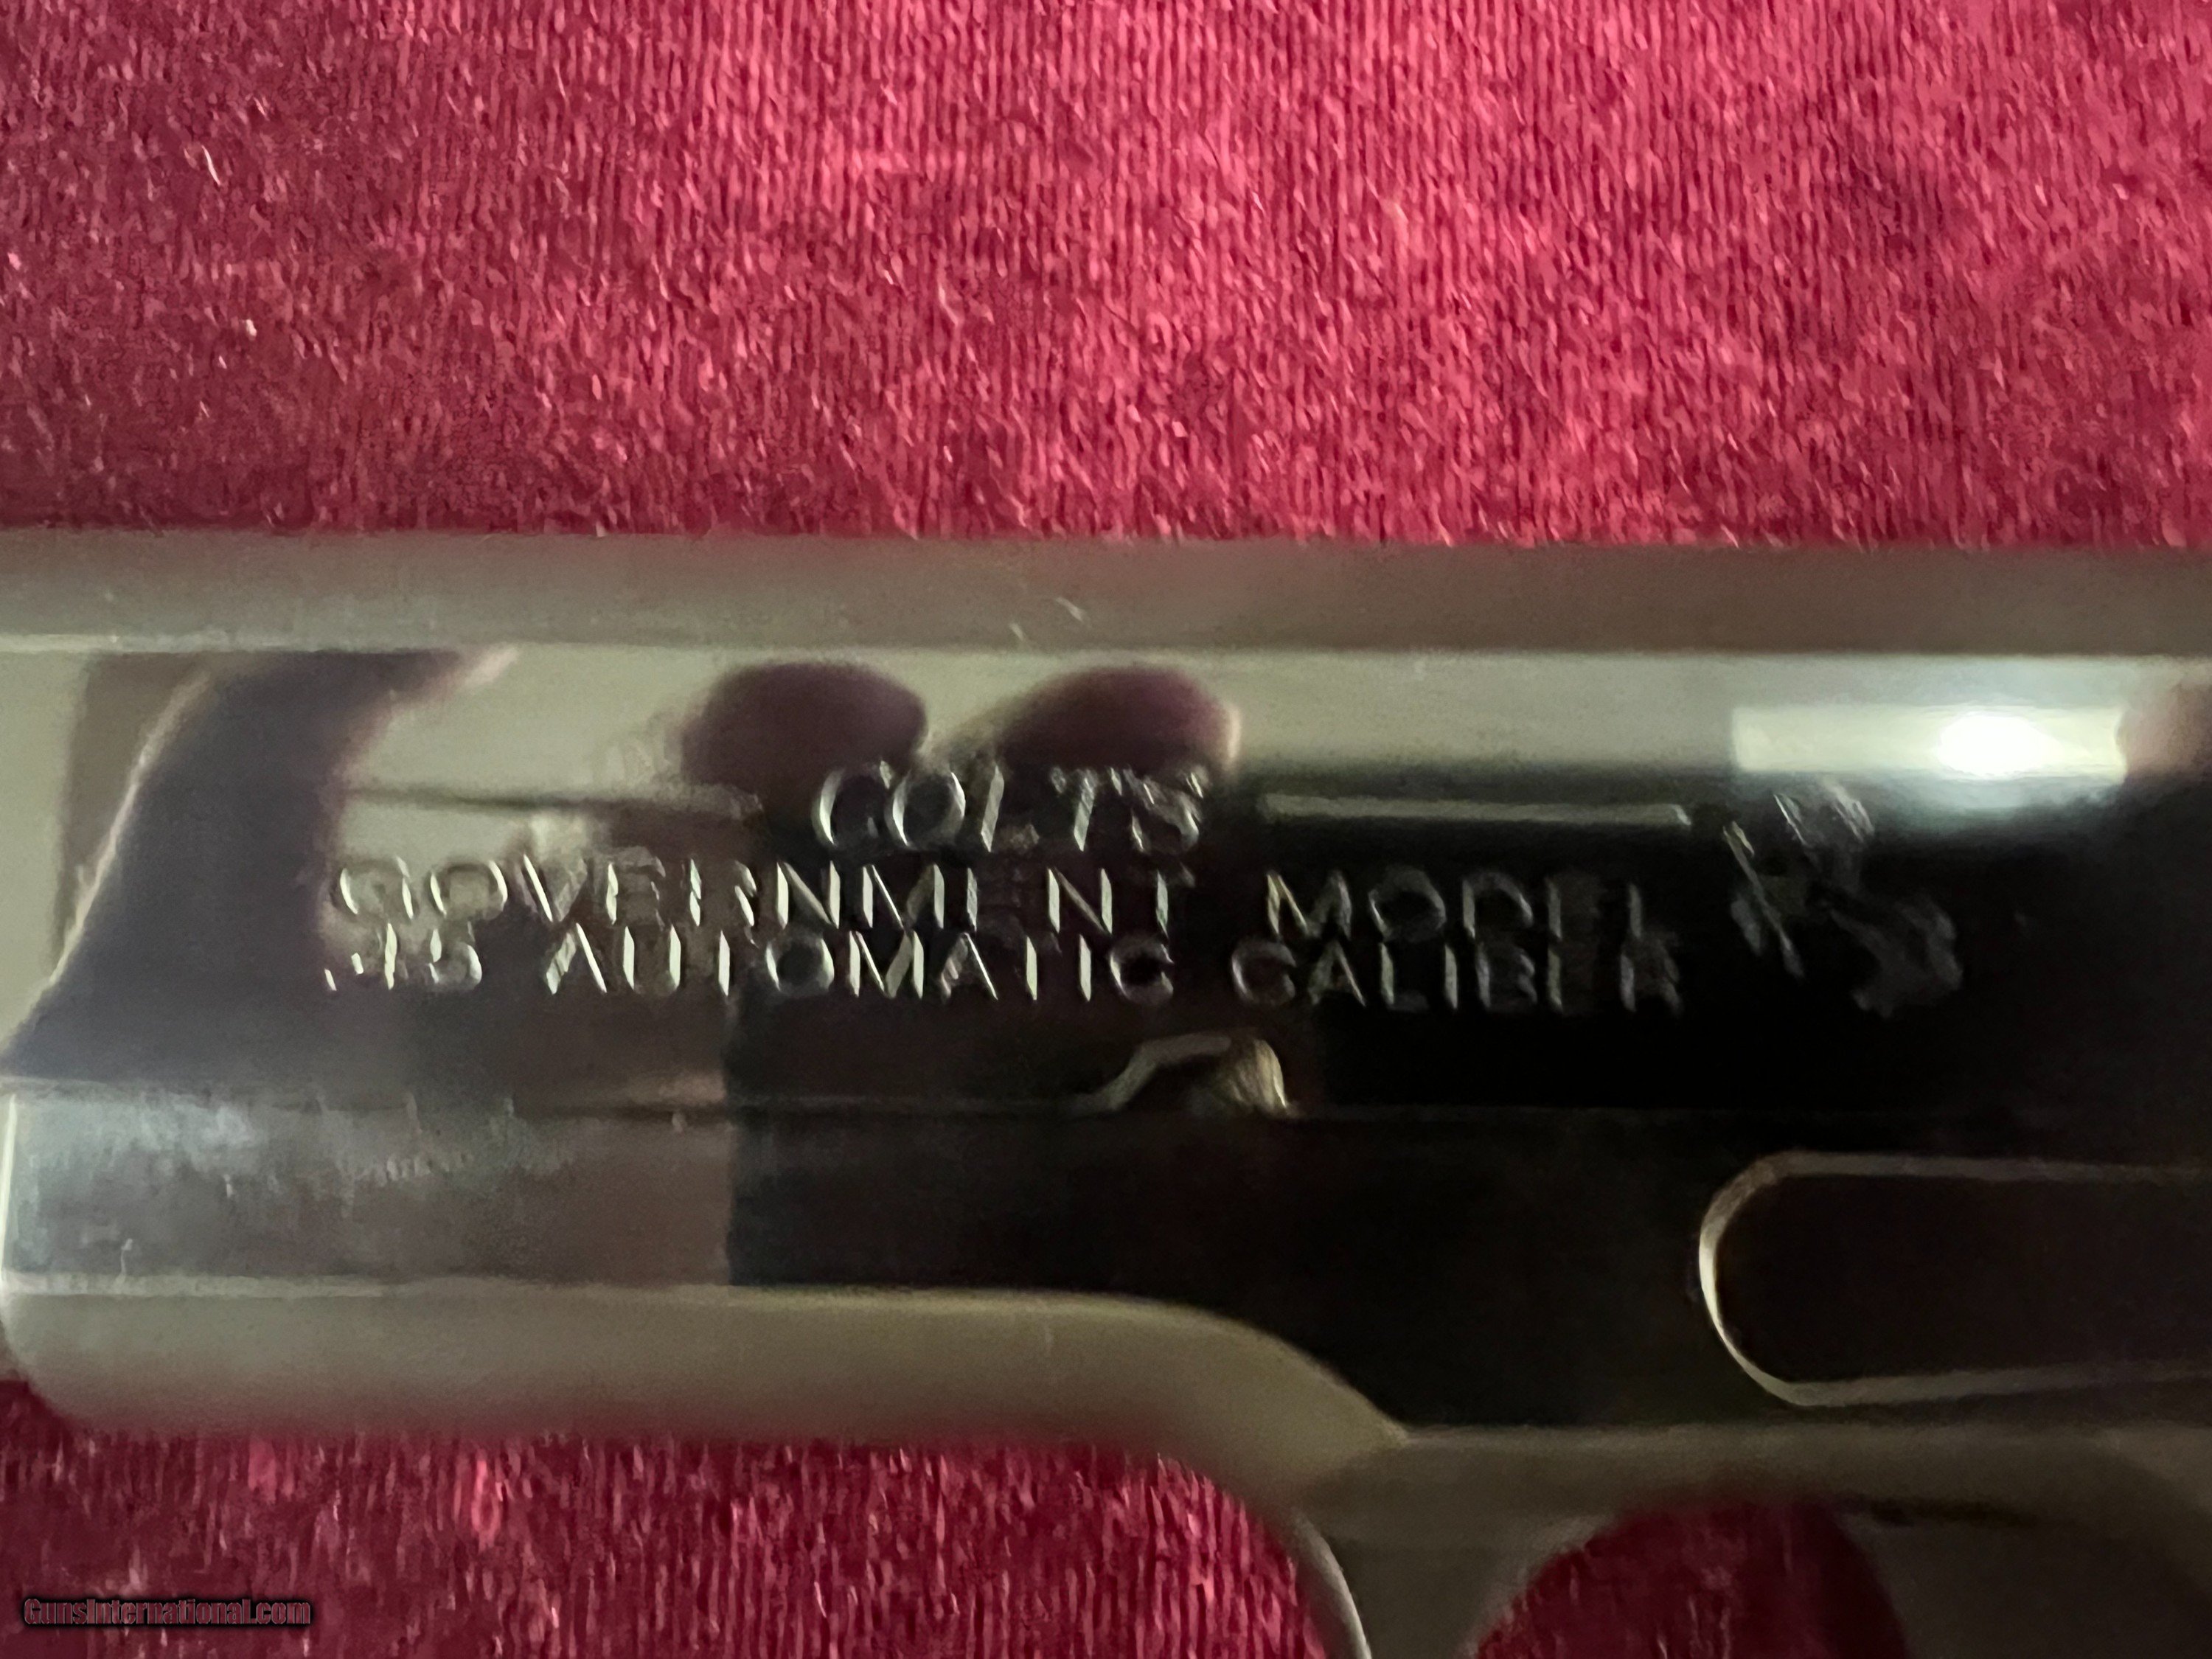 COLT'S
GOVERNMENT MODEL
.45 AUTOMATIC CALIBER
GunsInternational.com